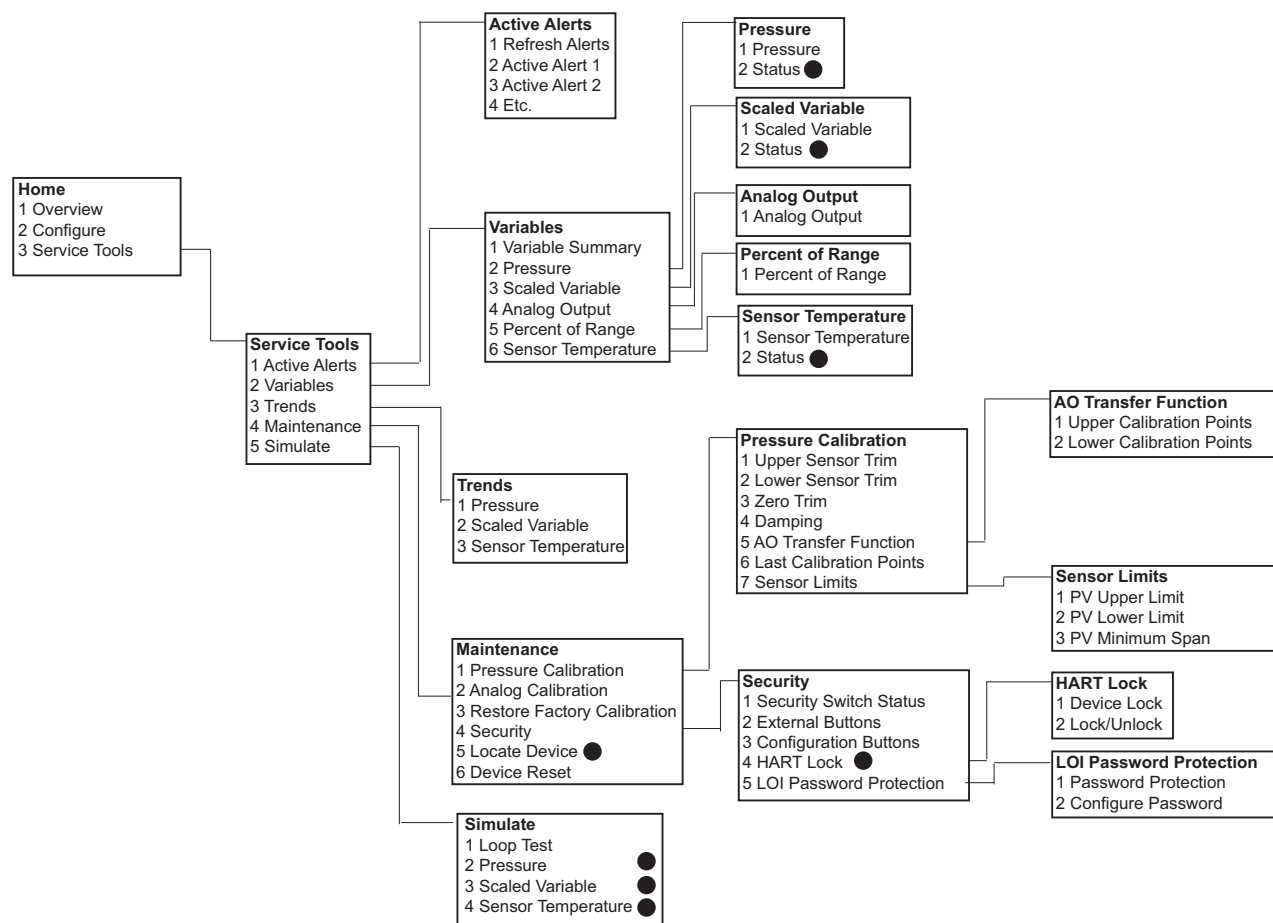 Home
1 Overview
2 Configure
3 Service Tools
Service Tools
1 Active Alerts
2 Variables
3 Trends
4 Maintenance
5 Simulate
Active Alerts
1 Refresh Alerts
2 Active Alert 1
3 Active Alert 2
4 Etc.
Variables
1 Variable Summary
2 Pressure
3 Scaled Variable
4 Analog Output
5 Percent of Range
6 Sensor Temperature
Trends
1 Pressure
2 Scaled Variable
3 Sensor Temperature
Maintenance
1 Pressure Calibration
2 Analog Calibration
3 Restore Factory Calibration
4 Security
5 Locate Device
6 Device Reset
Simulate
1 Loop Test
2 Pressure
3 Scaled Variable
4 Sensor Temperature
Pressure
1 Pressure
2 Status
Scaled Variable
1 Scaled Variable
2 Status
Analog Output
1 Analog Output
Percent of Range
1 Percent of Range
Sensor Temperature
1 Sensor Temperature
2 Status
Pressure Calibration
1 Upper Sensor Trim
2 Lower Sensor Trim
3 Zero Trim
4 Damping
5 AO Transfer Function
6 Last Calibration Points
7 Sensor Limits
Security
1 Security Switch Status
2 External Buttons
3 Configuration Buttons
4 HART Lock
5 LOI Password Protection
AO Transfer Function
1 Upper Calibration Points
2 Lower Calibration Points
Sensor Limits
1 PV Upper Limit
2 PV Lower Limit
3 PV Minimum Span
HART Lock
1 Device Lock
2 Lock/Unlock
LOI Password Protection
1 Password Protection
2 Configure Password